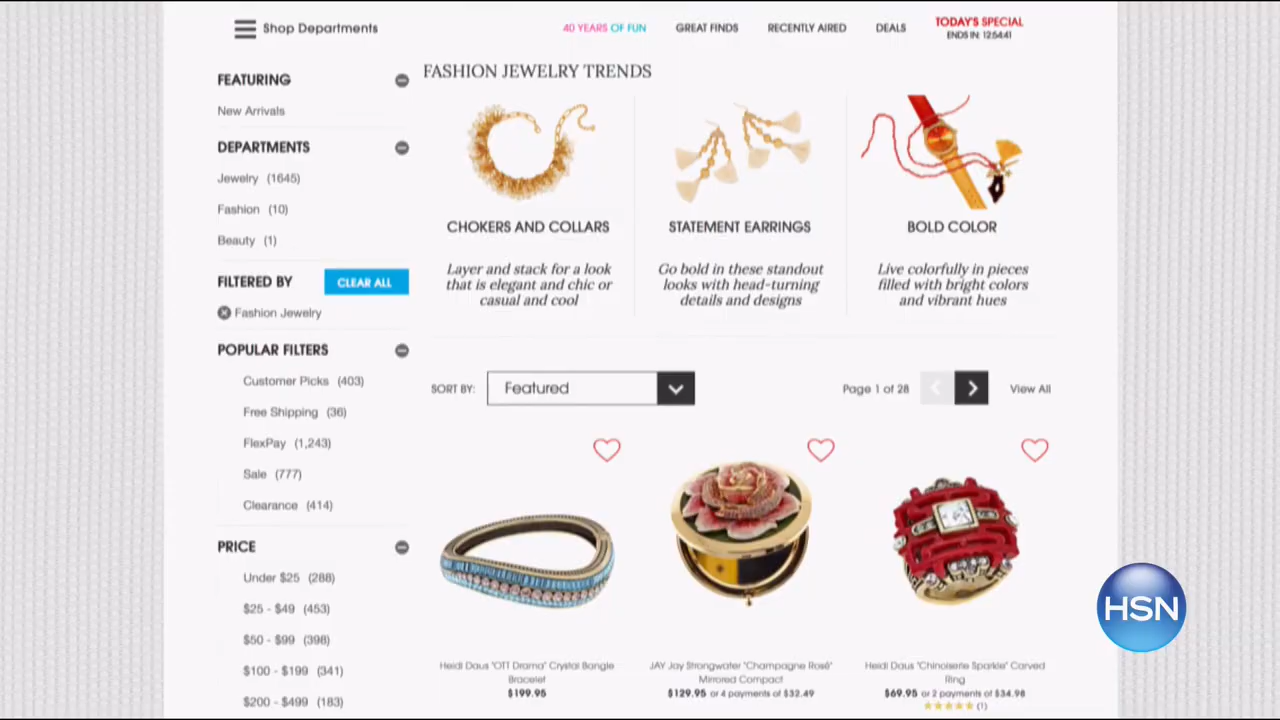 Shop Departments
40 YEARS OF FUN
GREAT FINDS
RECENTLY AIRED
DEALS
TODAY'S SPECIAL
ENDS IN: 12:54:41
FEATURING
New Arrivals
DEPARTMENTS
Jewelry (1645)
Fashion (10)
Beauty (1)
FILTERED BY
CLEAR ALL
Fashion Jewelry
POPULAR FILTERS
Customer Picks (403)
Free Shipping (36)
FlexPay (1,243)
Sale (777)
Clearance (414)
PRICE
Under $25 (288)
$25 - $49 (453)
$50 - $99 (398)
$100 - $199 (341)
$200 - $499 (183)
FASHION JEWELRY TRENDS
CHOKERS AND COLLARS
Layer and stack for a look
that is elegant and chic or
casual and cool
STATEMENT EARRINGS
Go bold in these standout
looks with head-turning
details and designs
BOLD COLOR
Live colorfully in pieces
filled with bright colors
and vibrant hues
SORT BY:
Featured
Page 1 of 28
View All
Heidi Daus "OTT Drama" Crystal Bangle
Bracelet
$199.95
JAY Jay Strongwater "Champagne Rosé"
Mirrored Compact
$129.95 or 4 payments of $32.49
Heidi Daus "Chinoiserie Sparkle" Carved
Ring
$69.95 or 2 payments of $34.98
(1)
HSN